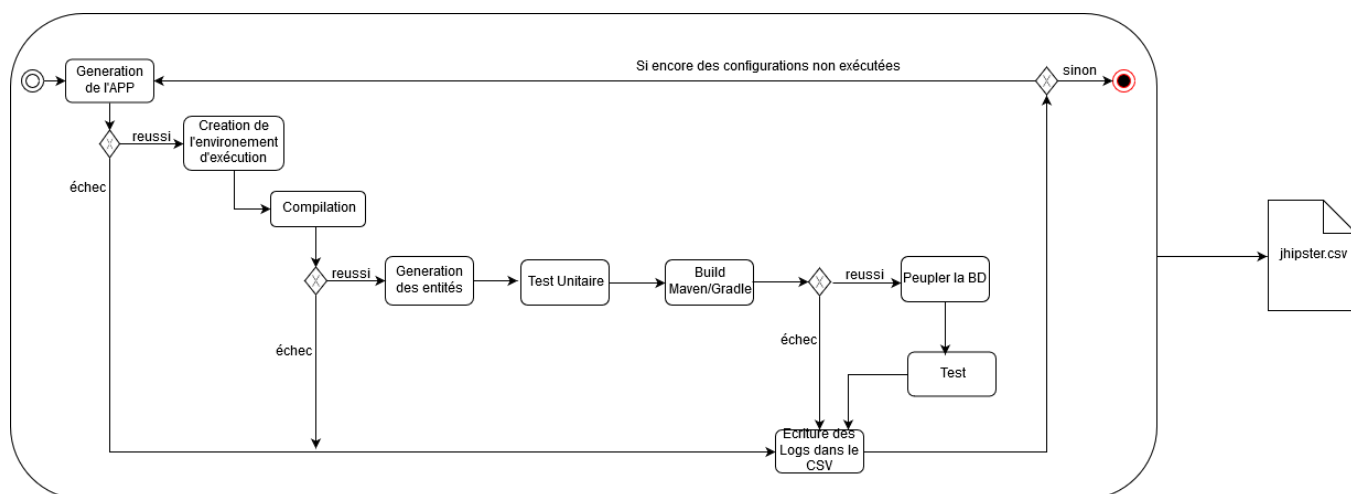 Si encore des configurations non exécutées
sinon
Generation
de l'APP
reussi
Creation de
l'environement
d'exécution
échec
Compilation
reussi
Generation
des entités
Test Unitaire
Build
Maven/Gradle
reussi
Peupler la BD
jhipster.csv
échec
échec
Test
Ecriture des
Logs dans le
CSV